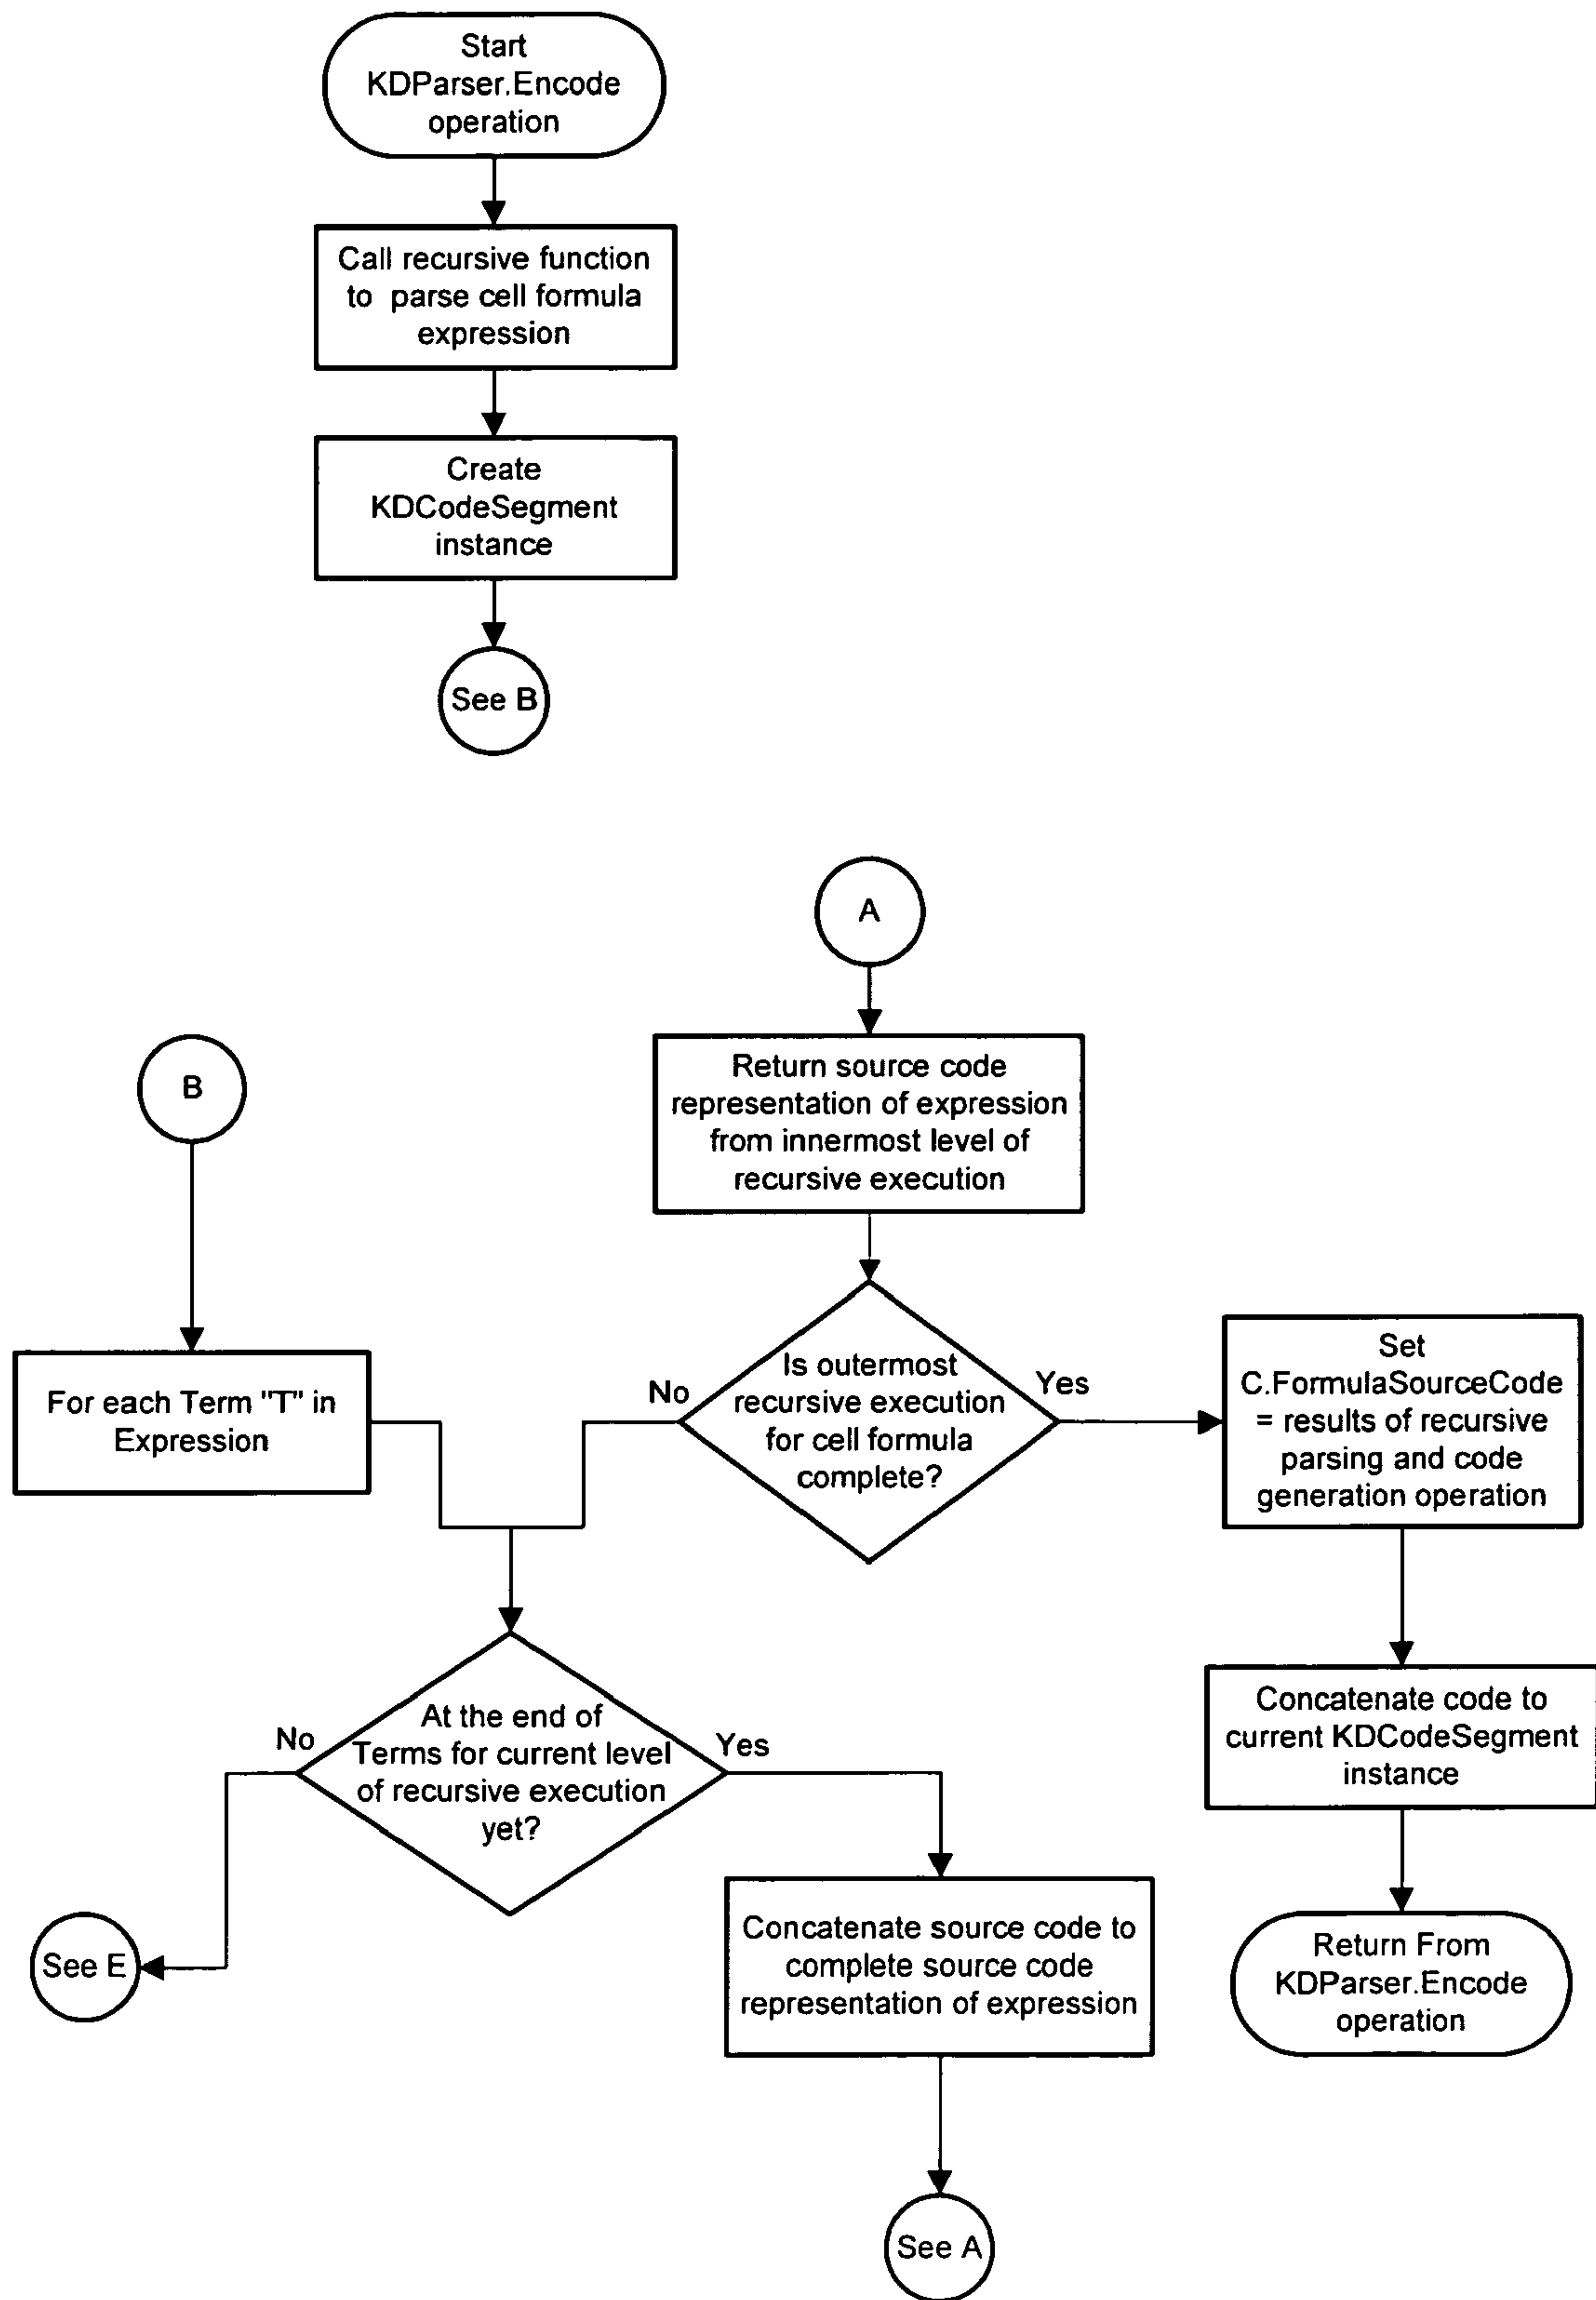 Start
KDParser.Encode
operation
Call recursive function
to parse cell formula
expression
Create
KDCodeSegment
instance
See B
A
Return source code
representation of expression
from innermost level of
recursive execution
B
For each Term "T" in
Expression
Is outermost
recursive execution
for cell formula
complete?
No
Yes
Set
C.FormulaSourceCode
= results of recursive
parsing and code
generation operation
At the end of
Terms for current level
of recursive execution
yet?
No
Yes
Concatenate code to
current KDCodeSegment
instance
See E
Concatenate source code to
complete source code
representation of expression
Return From
KDParser.Encode
operation
See A